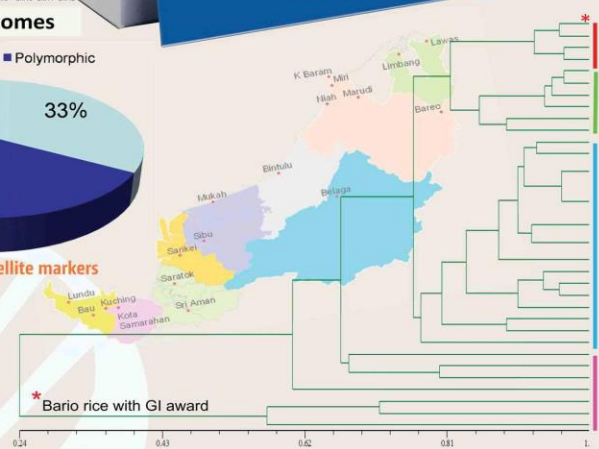 omes
Polymorphic
33%
ellite markers
*
Lawas
Limbang
K Baram
Miri
Niah
Marudi
Bareo
Bintulu
Belaga
Mukah
Sibu
Sarikei
Saratok
Sri Aman
Lundu
Kuching
Bau
Kota
Samarahan
* Bario rice with GI award
0.24 0.43 0.62 0.81 1.